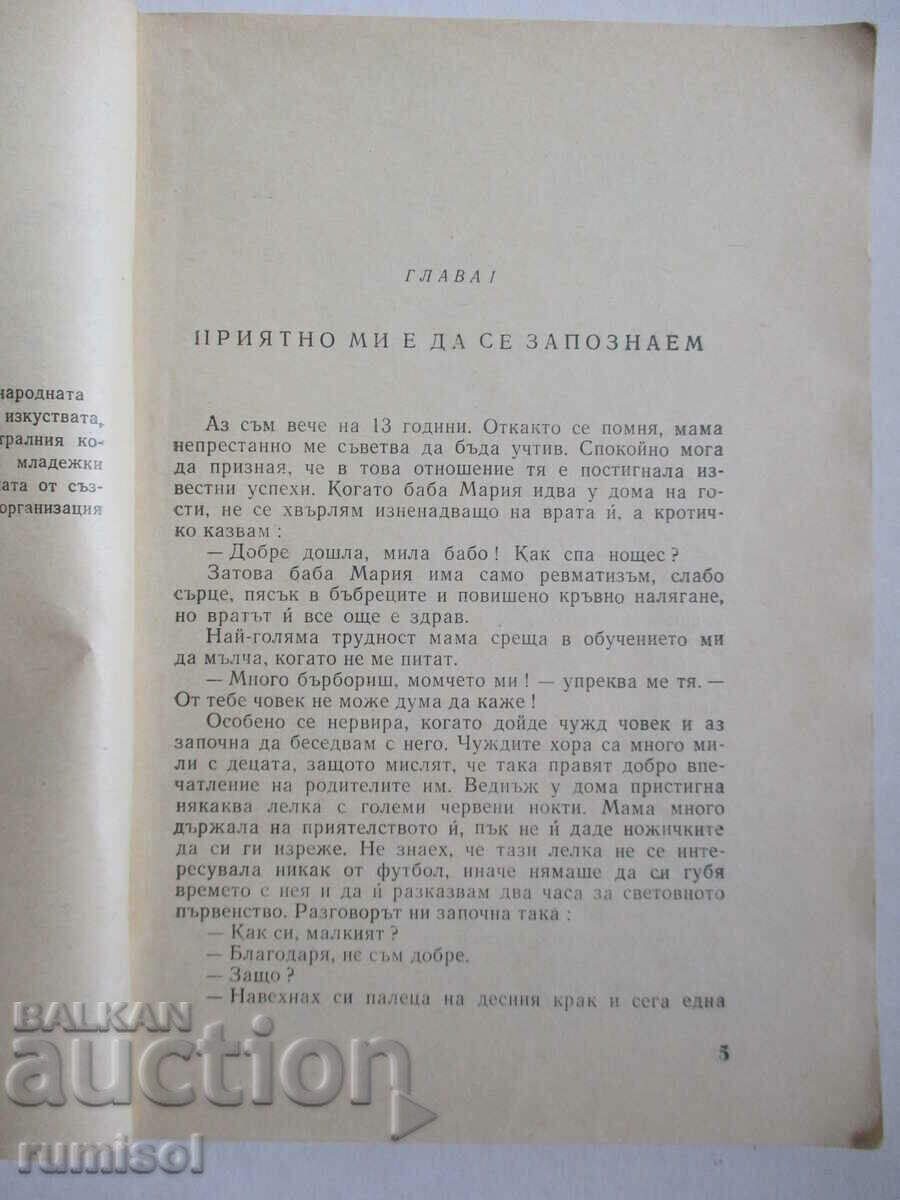 народната
изкуствата,
тралния ко-
младежки
ата от съз-
организация
ГЛАВА I
ПРИЯТНО МИ Е ДА СЕ ЗАПОЗНАЕМ
Аз съм вече на 13 години. Откакто се помня, мама
непрестанно ме съветва да бъда учтив. Спокойно мога
да призная, че в това отношение тя е постигнала из-
вестни успехи. Когато баба Мария идва у дома на го-
сти, не се хвърлям изненадващо на врата ѝ, а кротич-
ко казвам:
— Добре дошла, мила бабо! Как спа нощес?
Затова баба Мария има само ревматизъм, слабо
сърце, пясък в бъбреците и повишено кръвно налягане,
но вратът ѝ все още е здрав.
Най-голяма трудност мама среща в обучението ми
да мълча, когато не ме питат.
— Много бърбориш, момчето ми! — упреква ме тя. —
От тебе човек не може дума да каже!
Особено се нервира, когато дойде чужд човек и аз
започна да беседвам с него. Чуждите хора са много ми-
ли с децата, защото мислят, че така правят добро впе-
чатление на родителите им. Веднъж у дома пристигна
някаква лелка с големи червени нокти. Мама много
държала на приятелството ѝ, пък не ѝ даде ножичките
да си ги изреже. Не знаех, че тази лелка не се инте-
ресувала никак от футбол, иначе нямаше да си губя
времето с нея и да ѝ разказвам два часа за световното
първенство. Разговорът ни започна така:
— Как си, малкият?
— Благодаря, не съм добре.
— Защо?
— Навехнах си палеца на десния крак и сега една
5
BALKAN
auction
rumisol